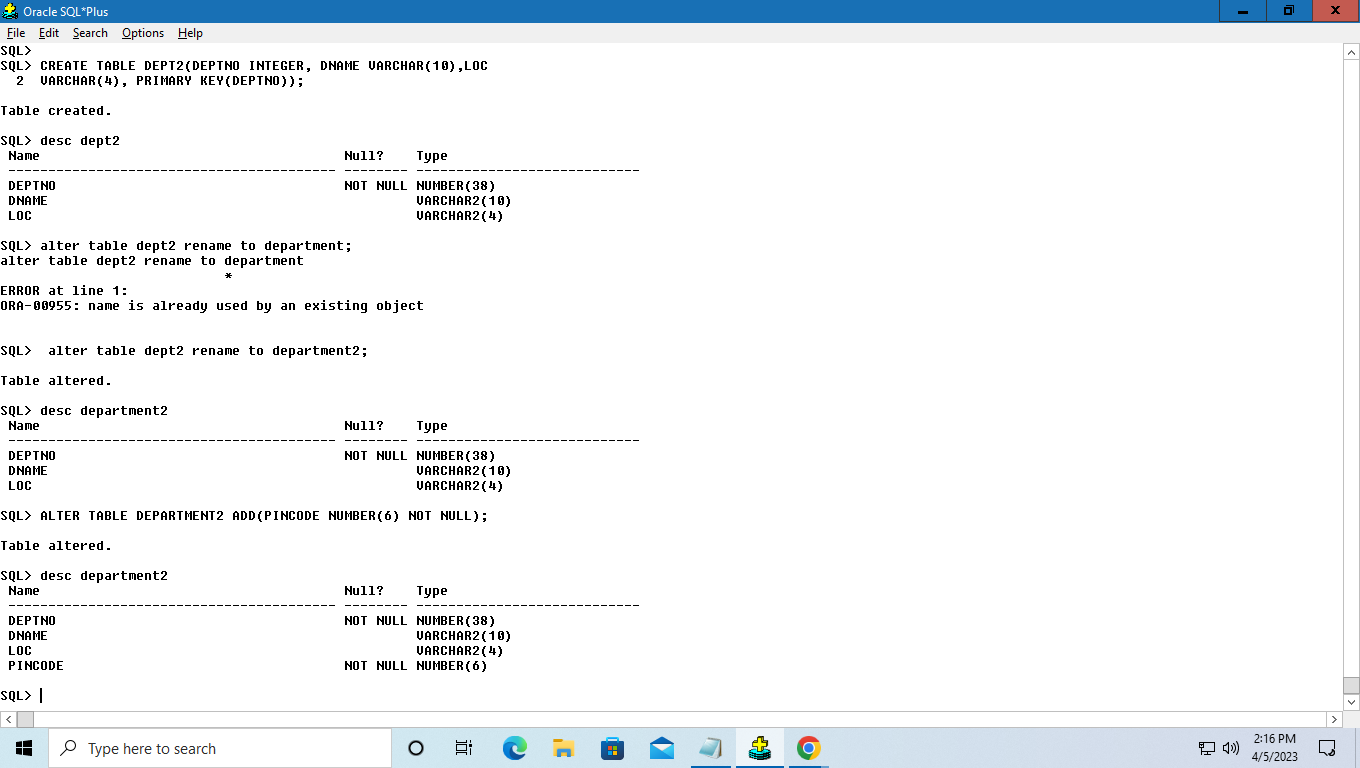 Oracle SQL*Plus
File Edit Search Options Help
SQL>
SQL> CREATE TABLE DEPT2(DEPTNO INTEGER, DNAME VARCHAR(10),LOC
  2  VARCHAR(4), PRIMARY KEY(DEPTNO));
Table created.
SQL> desc dept2
 Name                                      Null?    Type
 ----------------------------------------- -------- ----------------------------
 DEPTNO                                    NOT NULL NUMBER(38)
 DNAME                                              VARCHAR2(10)
 LOC                                                VARCHAR2(4)
SQL> alter table dept2 rename to department;
alter table dept2 rename to department
                            *
ERROR at line 1:
ORA-00955: name is already used by an existing object
SQL>  alter table dept2 rename to department2;
Table altered.
SQL> desc department2
 Name                                      Null?    Type
 ----------------------------------------- -------- ----------------------------
 DEPTNO                                    NOT NULL NUMBER(38)
 DNAME                                              VARCHAR2(10)
 LOC                                                VARCHAR2(4)
SQL> ALTER TABLE DEPARTMENT2 ADD(PINCODE NUMBER(6) NOT NULL);
Table altered.
SQL> desc department2
 Name                                      Null?    Type
 ----------------------------------------- -------- ----------------------------
 DEPTNO                                    NOT NULL NUMBER(38)
 DNAME                                              VARCHAR2(10)
 LOC                                                VARCHAR2(4)
 PINCODE                                   NOT NULL NUMBER(6)
SQL>
Type here to search
2:16 PM
4/5/2023